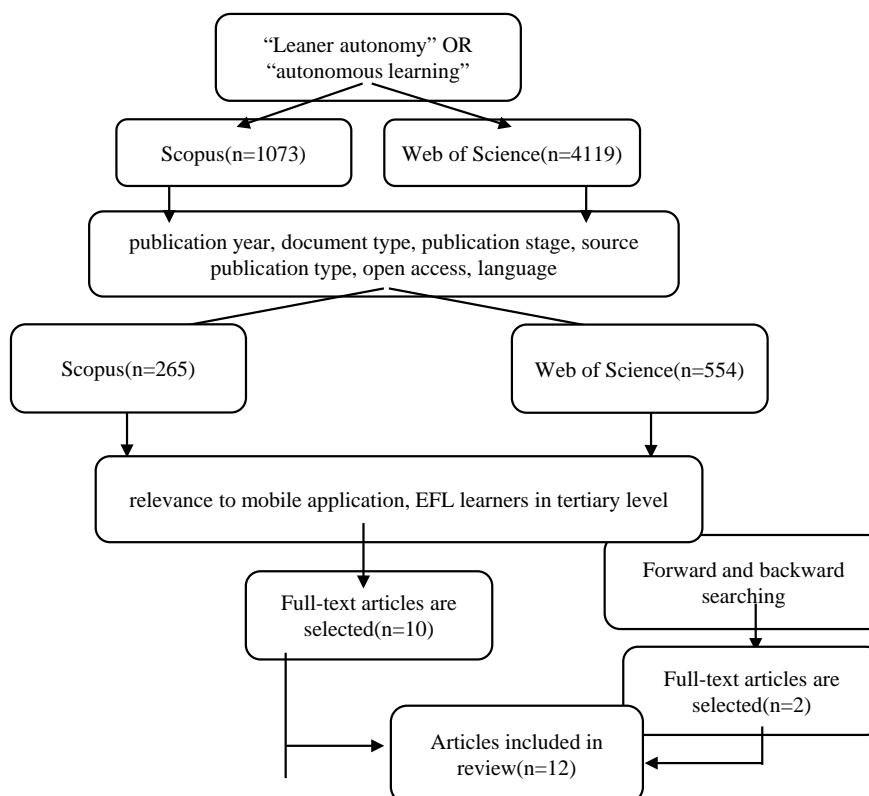 “Leaner autonomy” OR
“autonomous learning”
Scopus(n=1073)
Web of Science(n=4119)
publication year, document type, publication stage, source
publication type, open access, language
Scopus(n=265)
Web of Science(n=554)
relevance to mobile application, EFL learners in tertiary level
Forward and backward
searching
Full-text articles are
selected(n=10)
Full-text articles are
selected(n=2)
Articles included in
review(n=12)